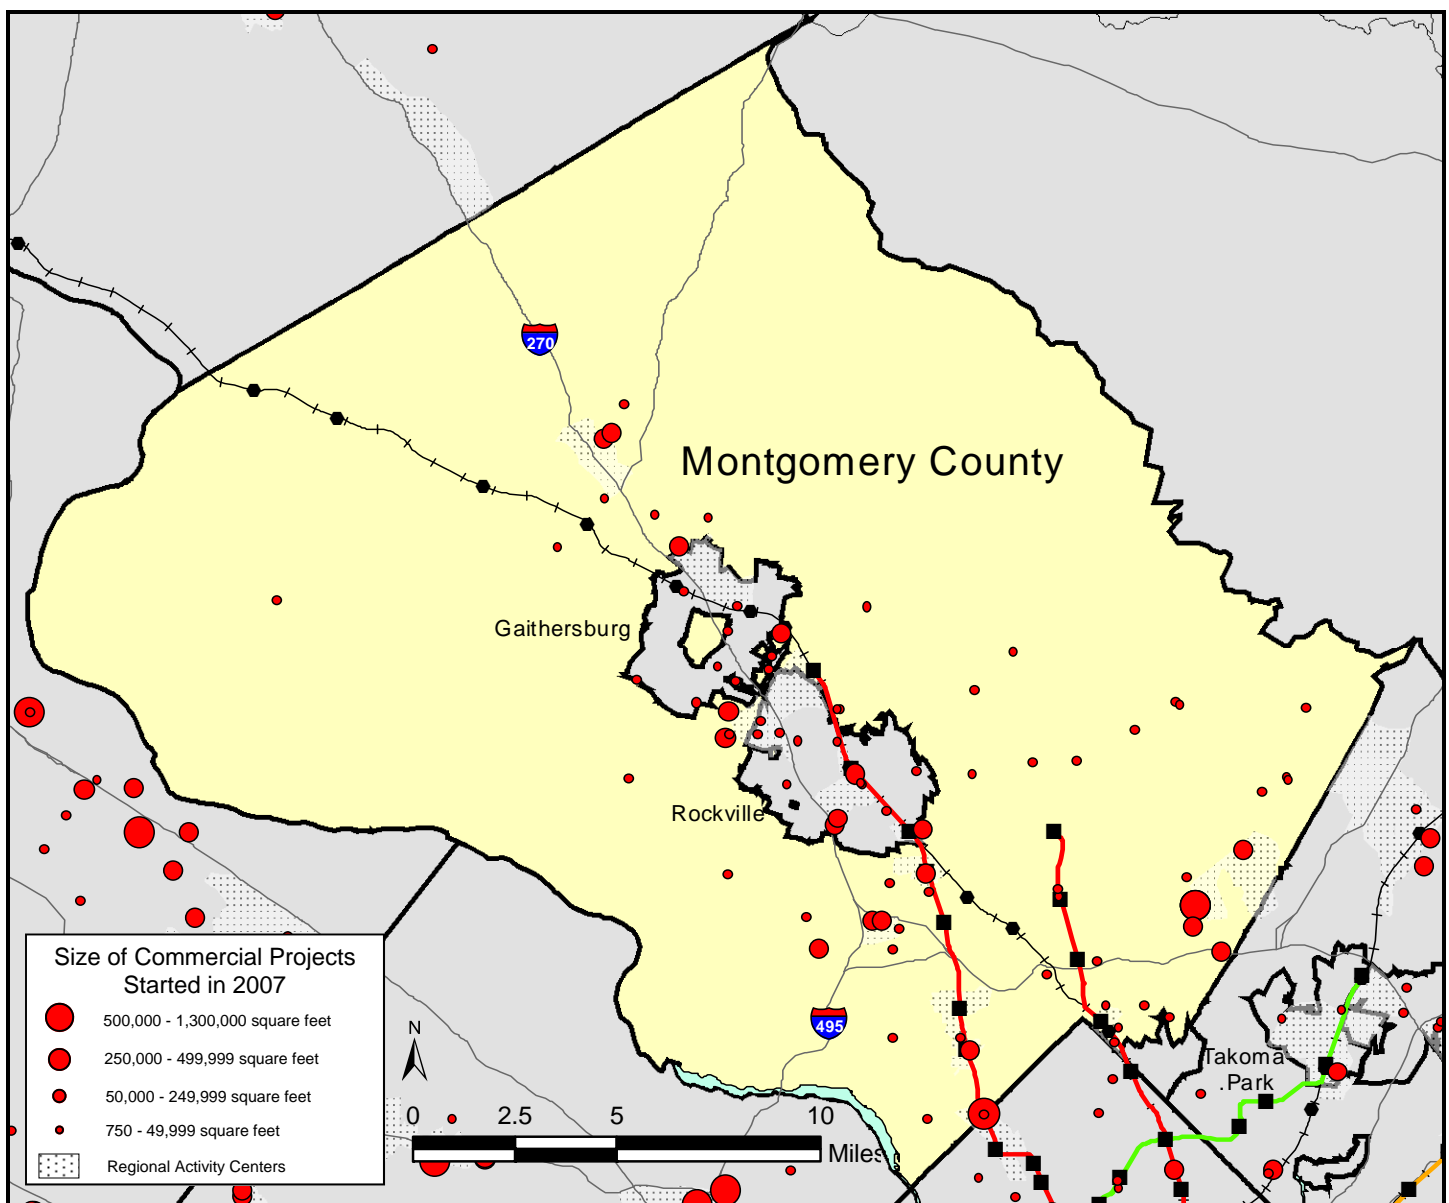 270
Montgomery County
Gaithersburg
Rockville
Size of Commercial Projects
Started in 2007
500,000 - 1,300,000 square feet
250,000 - 499,999 square feet
50,000 - 249,999 square feet
750 - 49,999 square feet
Regional Activity Centers
N
495
Takoma
.Park
0 2.5 5 10
Miles